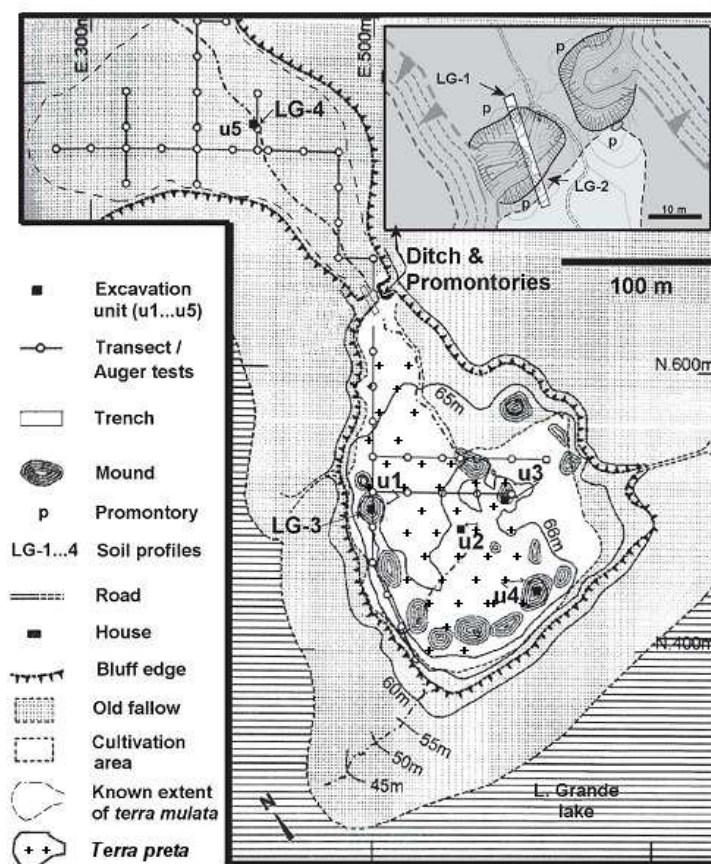 E.300m
E.500m
LG-4
u5
LG-1
p
p
p
p
LG-2
10 m
Ditch &
Promontories
100 m
N.600m
65m
u1
u3
LG-3
u2
66m
u4
N.400m
60m
55m
50m
45m
L. Grande
lake
N
Excavation
unit (u1...u5)
Transect /
Auger tests
Trench
Mound
p
Promontory
LG-1...4
Soil profiles
Road
House
Bluff edge
Old fallow
Cultivation
area
Known extent
of terra mulata
Terra preta